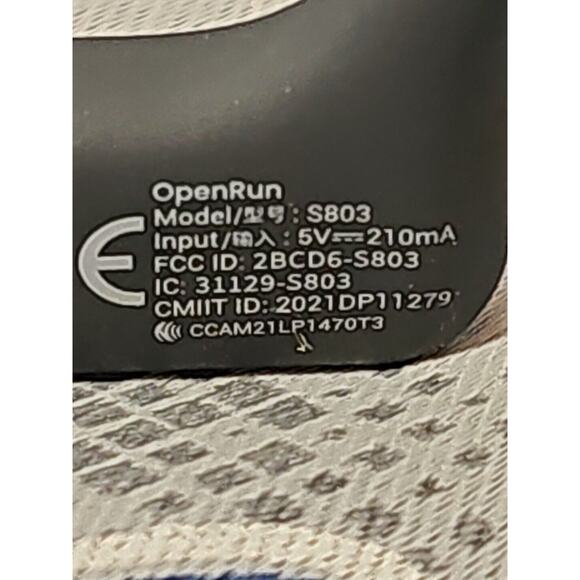 OpenRun
Model/型号: S803
Input/输入: 5V⎓210mA
FCC ID: 2BCD6-S803
IC: 31129-S803
CMIIT ID: 2021DP11279
CCAM21LP1470T3
CE